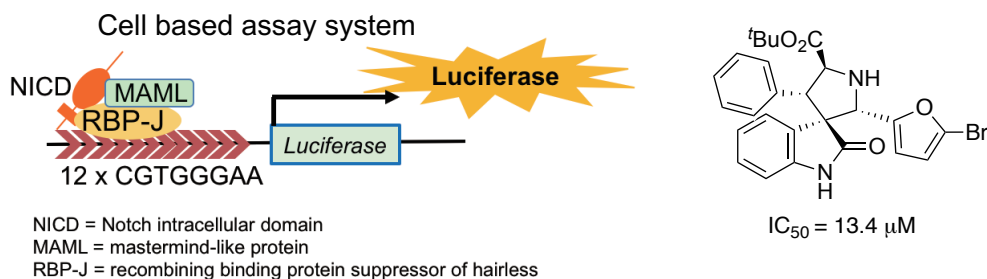 Cell based assay system
NICD
MAML
RBP-J
Luciferase
Luciferase
12 x CGTGGGAA
NICD = Notch intracellular domain
MAML = mastermind-like protein
RBP-J = recombining binding protein suppressor of hairless
ᵗBuO₂C
NH
O
Br
O
N
H
IC₅₀ = 13.4 μM